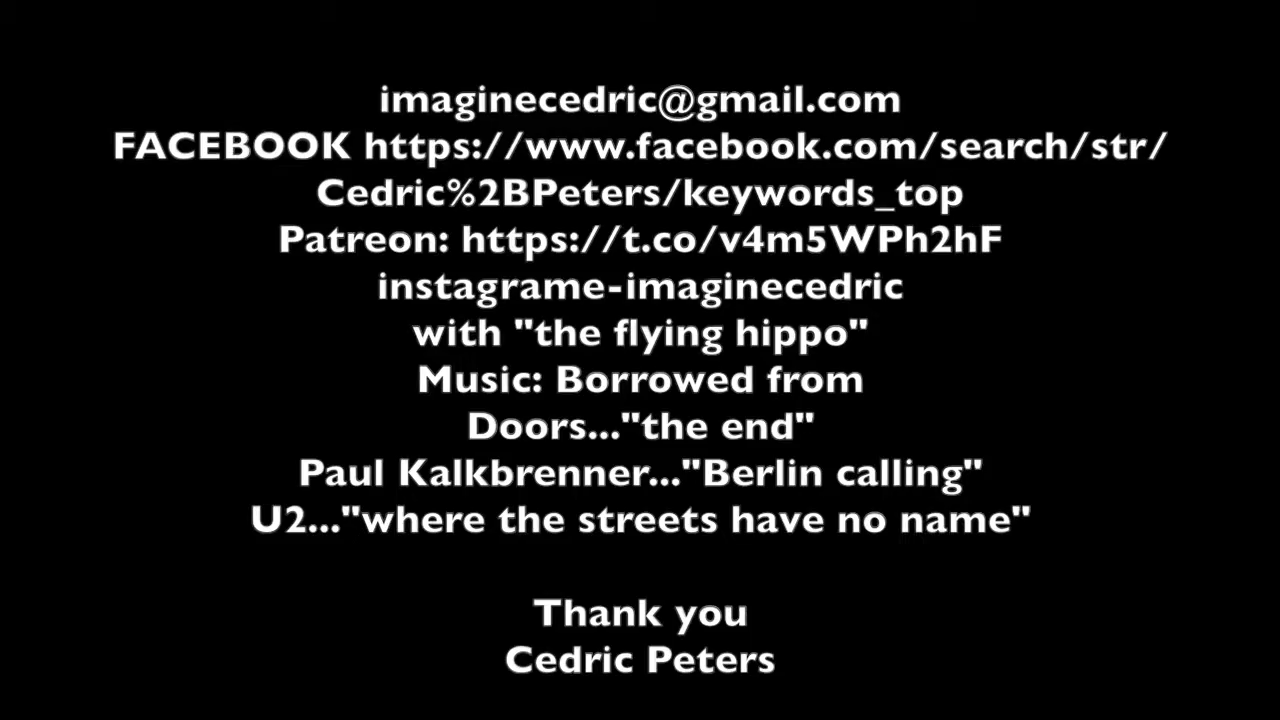 imaginecedric@gmail.com
FACEBOOK https://www.facebook.com/search/str/
Cedric%2BPeters/keywords_top
Patreon: https://t.co/v4m5WPh2hF
instagrame-imaginecedric
with "the flying hippo"
Music: Borrowed from
Doors..."the end"
Paul Kalkbrenner..."Berlin calling"
U2..."where the streets have no name"
Thank you
Cedric Peters